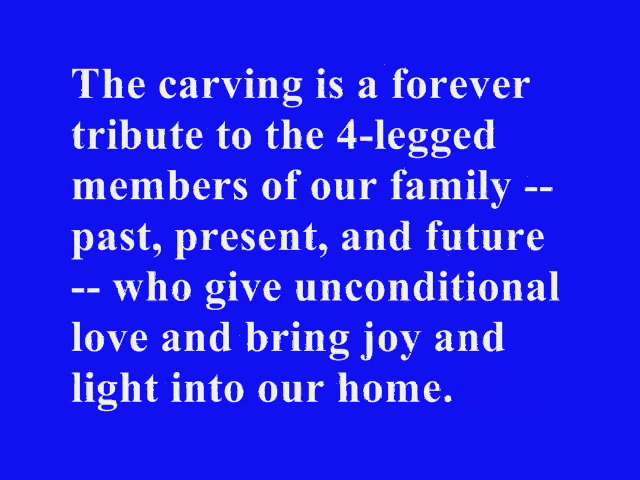 The carving is a forever
tribute to the 4-legged
members of our family --
past, present, and future
-- who give unconditional
love and bring joy and
light into our home.